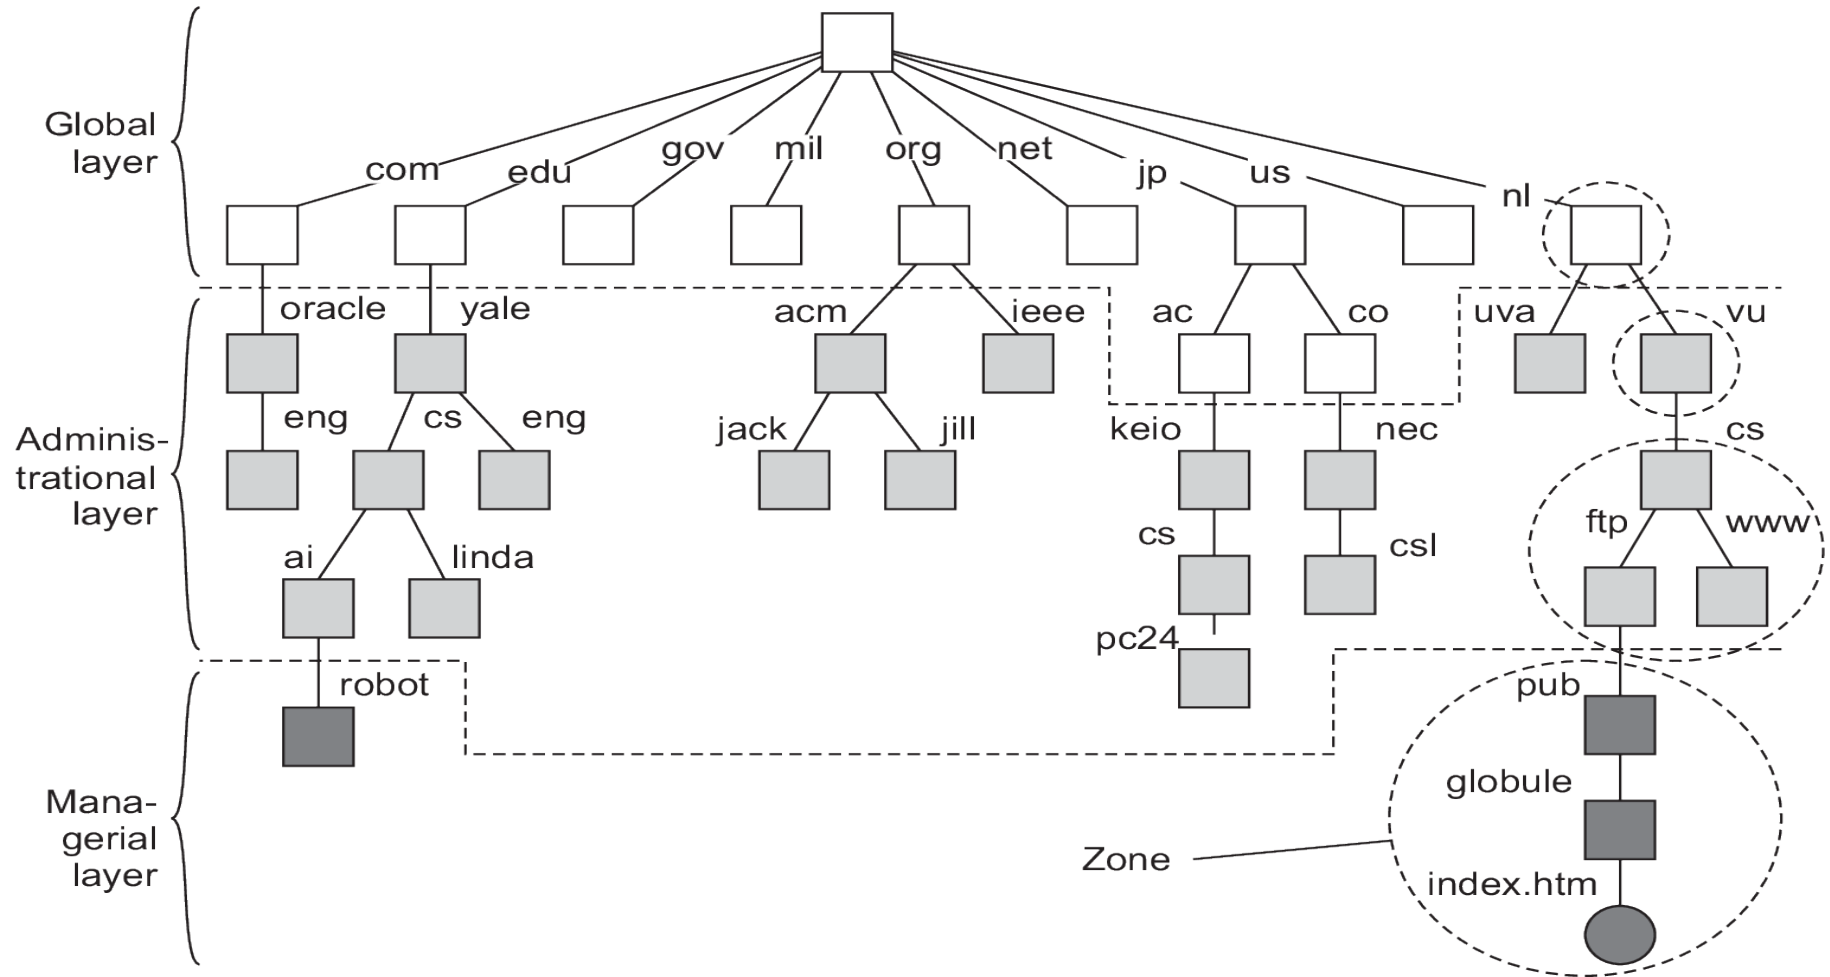 Global
layer
com
edu
gov
mil
org
net
jp
us
nl
oracle
yale
acm
ieee
ac
co
uva
vu
Adminis-
trational
layer
eng
cs
eng
jack
jill
keio
nec
cs
ai
linda
cs
csl
ftp
www
pc24
robot
pub
Mana-
gerial
layer
globule
Zone
index.htm